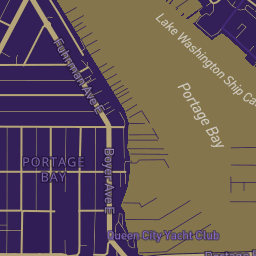 Lake Washington Ship Ca
Fuhrman Ave E
Portage Bay
Boyer Ave E
PORTAGE
BAY
Queen City Yacht Club